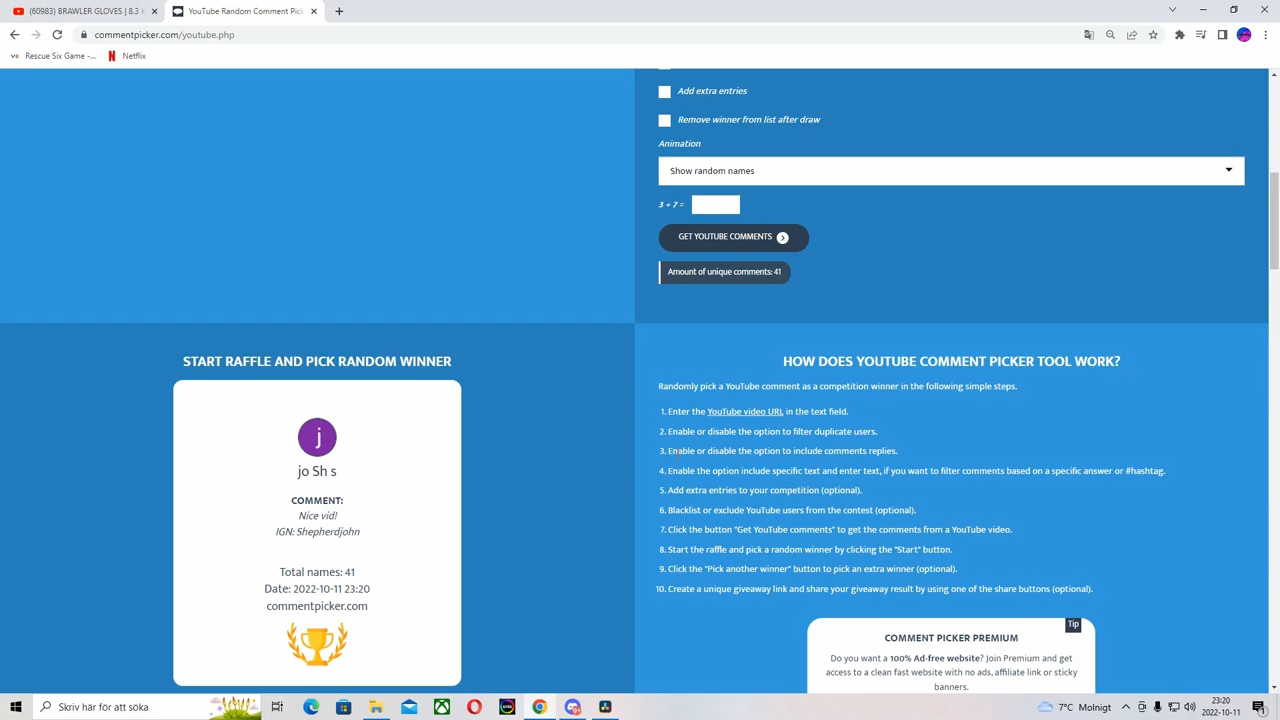 (60983) BRAWLER GLOVES | 8.3 K
YouTube Random Comment Pick
commentpicker.com/youtube.php
Rescue Six Game -...
Netflix
Add extra entries
Remove winner from list after draw
Animation
Show random names
3 + 7 =
GET YOUTUBE COMMENTS
Amount of unique comments: 41
START RAFFLE AND PICK RANDOM WINNER
j
jo Sh s
COMMENT:
Nice vid!
IGN: Shepherdjohn
Total names: 41
Date: 2022-10-11 23:20
commentpicker.com
HOW DOES YOUTUBE COMMENT PICKER TOOL WORK?
Randomly pick a YouTube comment as a competition winner in the following simple steps.
1. Enter the YouTube video URL in the text field.
2. Enable or disable the option to filter duplicate users.
3. Enable or disable the option to include comments replies.
4. Enable the option include specific text and enter text, if you want to filter comments based on a specific answer or #hashtag.
5. Add extra entries to your competition (optional).
6. Blacklist or exclude YouTube users from the contest (optional).
7. Click the button "Get YouTube comments" to get the comments from a YouTube video.
8. Start the raffle and pick a random winner by clicking the "Start" button.
9. Click the "Pick another winner" button to pick an extra winner (optional).
10. Create a unique giveaway link and share your giveaway result by using one of the share buttons (optional).
Tip
COMMENT PICKER PREMIUM
Do you want a 100% Ad-free website? Join Premium and get
access to a clean fast website with no ads, affiliate link or sticky
banners.
Skriv här för att söka
7°C Molnigt
23:20
2022-10-11